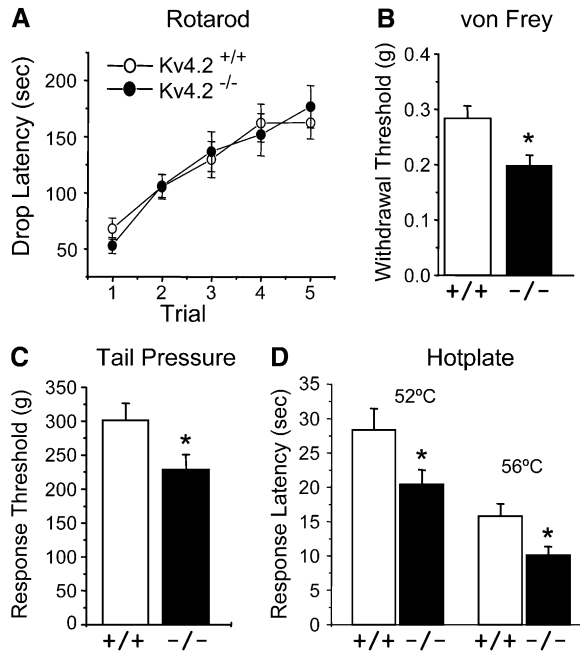 A Rotarod
Drop Latency (sec)
200
150
100
50
Kv4.2 +/+
Kv4.2 -/-
1 2 3 4 5
Trial
B von Frey
Withdrawal Threshold (g)
0.4
0.3
0.2
0.1
0.0
*
+/+ -/-
C Tail Pressure
Response Threshold (g)
350
300
250
200
150
100
50
0
*
+/+ -/-
D Hotplate
Response Latency (sec)
35
30
25
20
15
10
5
0
52ºC
*
56ºC
*
+/+ -/- +/+ -/-